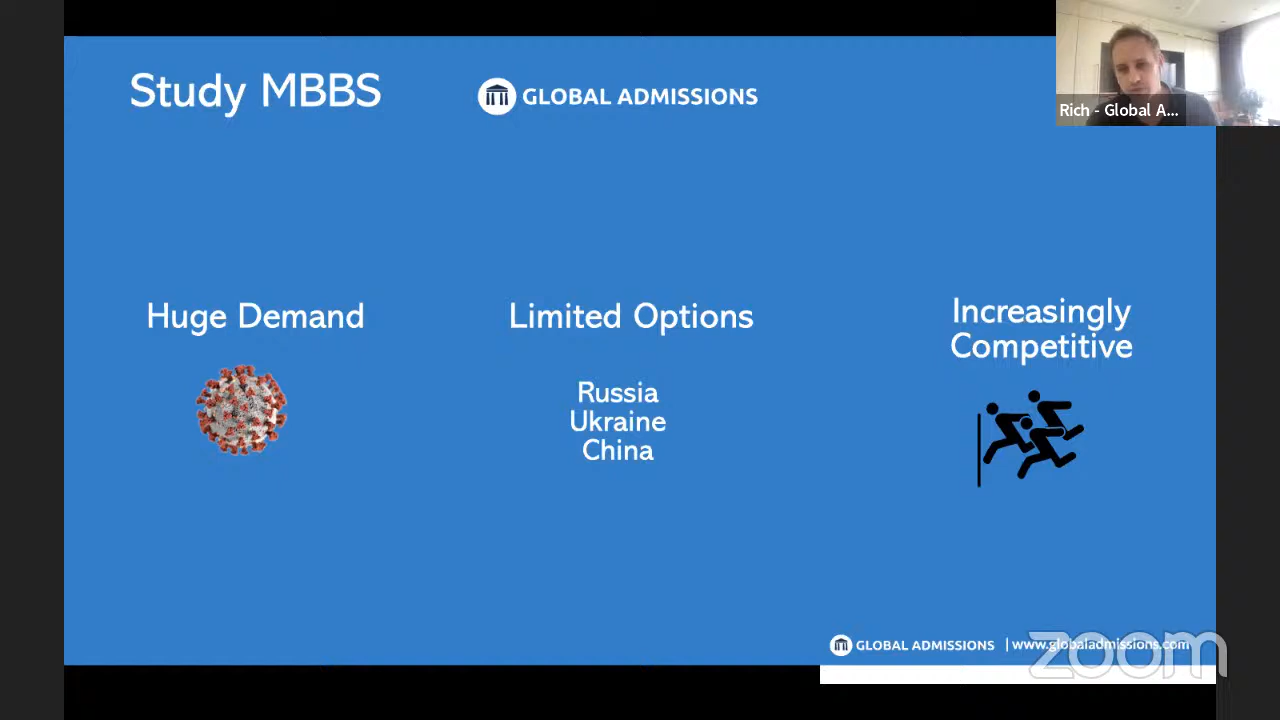 Study MBBS
GLOBAL ADMISSIONS
Rich - Global A...
Huge Demand
Limited Options
Increasingly
Competitive
Russia
Ukraine
China
GLOBAL ADMISSIONS | www.globaladmissions.com
zoom